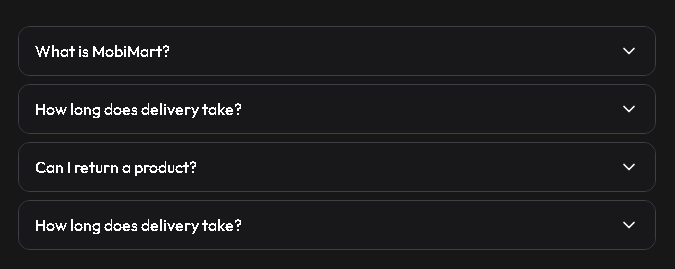 What is MobiMart?
How long does delivery take?
Can I return a product?
How long does delivery take?